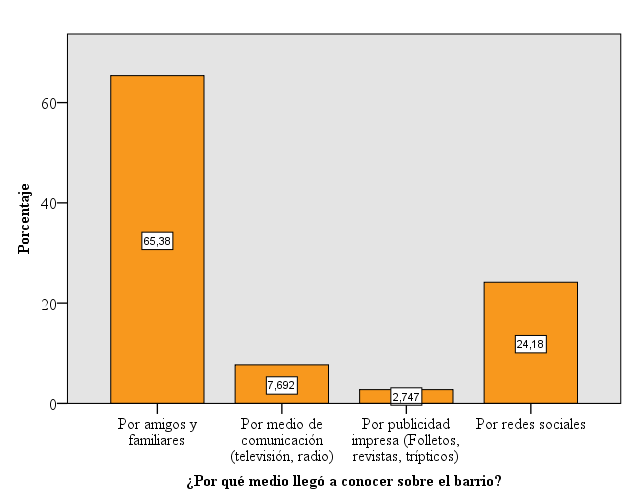 Porcentaje
60
40
20
0
65,38
7,692
2,747
24,18
Por amigos y
familiares
Por medio de
comunicación
(televisión, radio)
Por publicidad
impresa (Folletos,
revistas, trípticos)
Por redes sociales
¿Por qué medio llegó a conocer sobre el barrio?